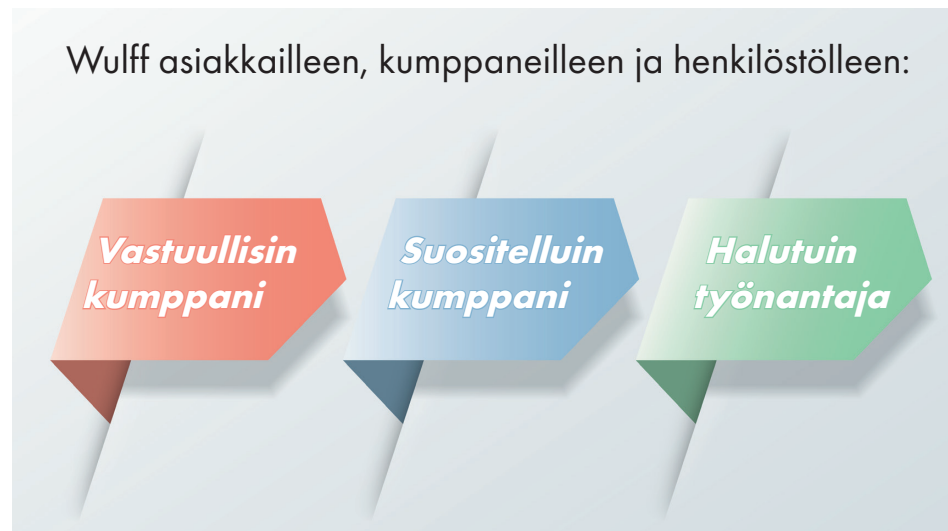 Wulff asiakkailleen, kumppaneilleen ja henkilöstölleen:
Vastuullisin
kumppani
Suositelluin
kumppani
Halutuin
työnantaja